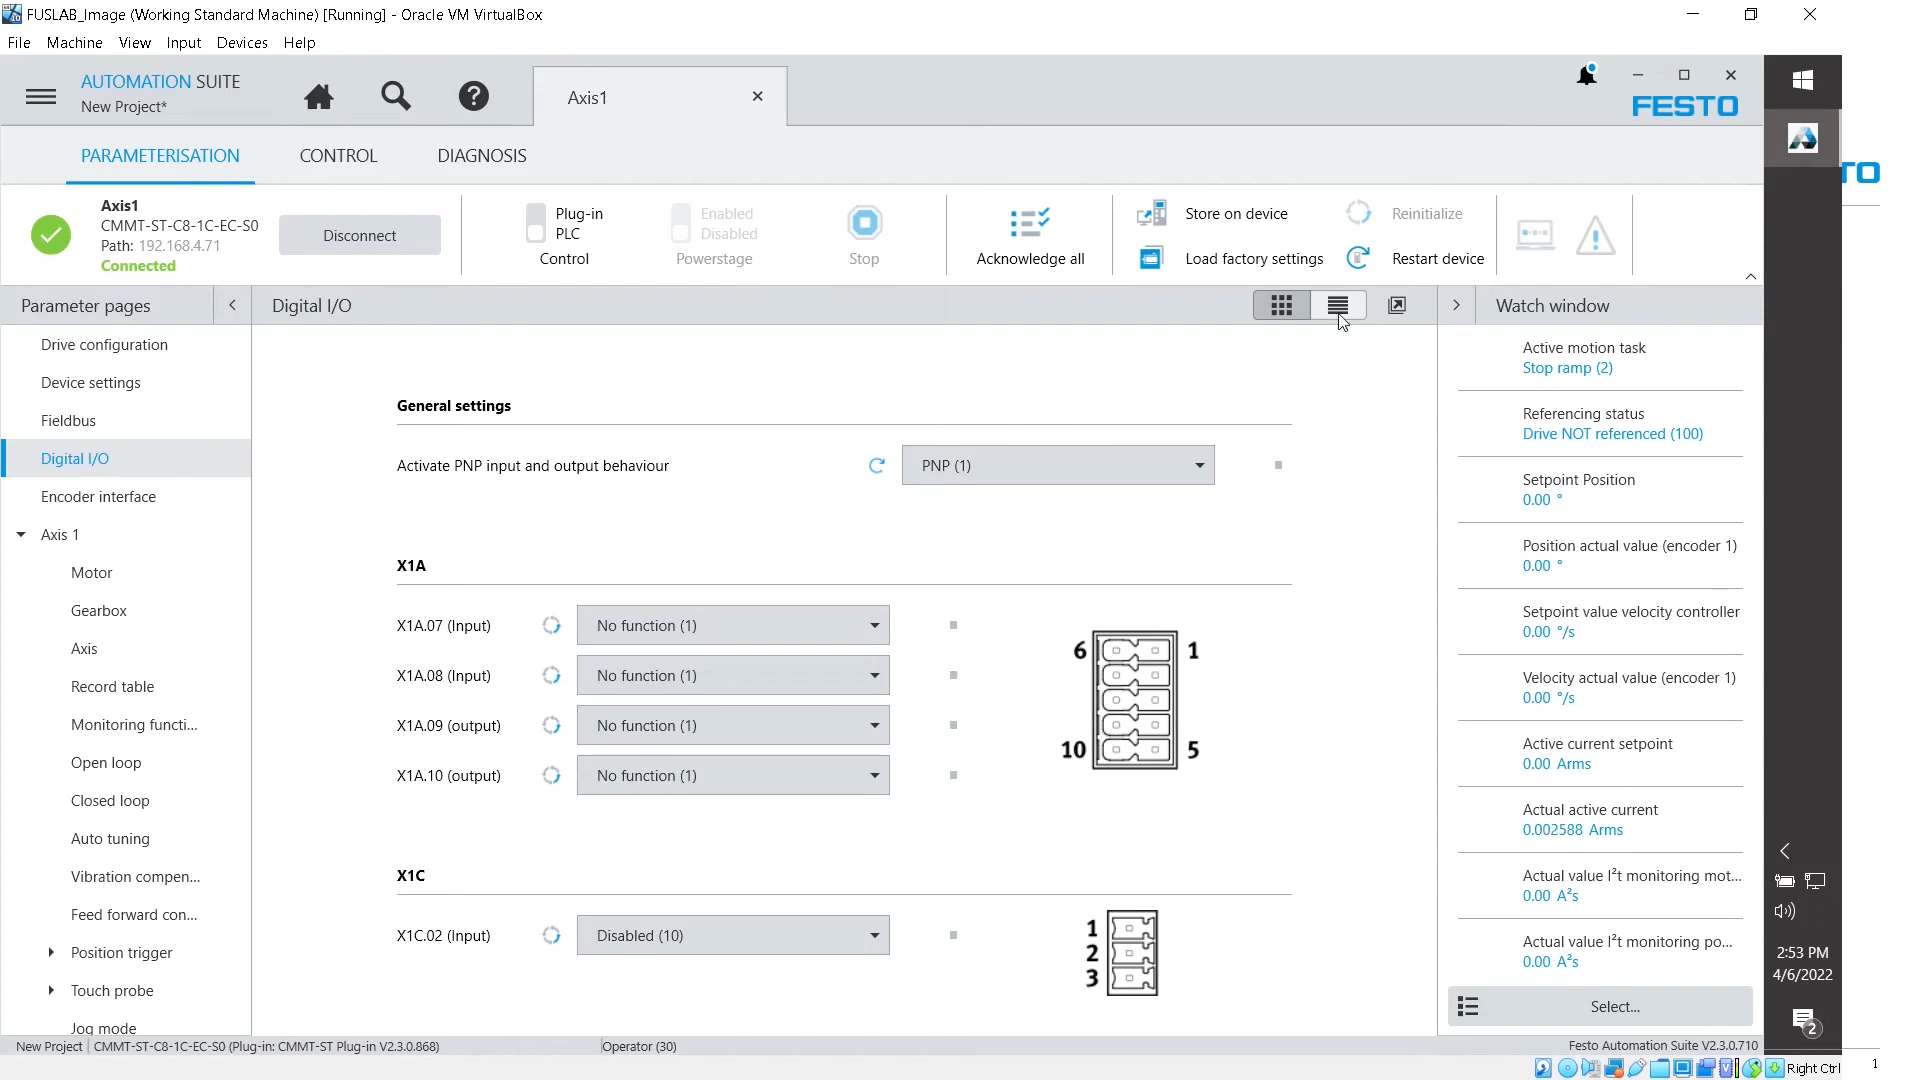 FUSLAB_Image (Working Standard Machine) [Running] - Oracle VM VirtualBox
File Machine View Input Devices Help
AUTOMATION SUITE
New Project*
Axis1
FESTO
PARAMETERISATION CONTROL DIAGNOSIS
Axis1
CMMT-ST-C8-1C-EC-S0
Path: 192.168.4.71
Connected
Disconnect
Plug-in
PLC
Control
Enabled
Disabled
Powerstage
Stop
Acknowledge all
Store on device
Load factory settings
Reinitialize
Restart device
TO
Parameter pages
Drive configuration
Device settings
Fieldbus
Digital I/O
Encoder interface
Axis 1
Motor
Gearbox
Axis
Record table
Monitoring functi...
Open loop
Closed loop
Auto tuning
Vibration compen...
Feed forward con...
Position trigger
Touch probe
Jog mode
Digital I/O
General settings
Activate PNP input and output behaviour PNP (1)
X1A
X1A.07 (Input) No function (1)
X1A.08 (Input) No function (1)
X1A.09 (output) No function (1)
X1A.10 (output) No function (1)
6 1
10 5
X1C
X1C.02 (Input) Disabled (10)
1
2
3
Watch window
Active motion task
Stop ramp (2)
Referencing status
Drive NOT referenced (100)
Setpoint Position
0.00 °
Position actual value (encoder 1)
0.00 °
Setpoint value velocity controller
0.00 °/s
Velocity actual value (encoder 1)
0.00 °/s
Active current setpoint
0.00 Arms
Actual active current
0.002588 Arms
Actual value I²t monitoring mot...
0.00 A²s
Actual value I²t monitoring po...
0.00 A²s
Select...
2:53 PM
4/6/2022
2
New Project CMMT-ST-C8-1C-EC-S0 (Plug-in: CMMT-ST Plug-in V2.3.0.868) Operator (30) Festo Automation Suite V2.3.0.710
Right Ctrl
1